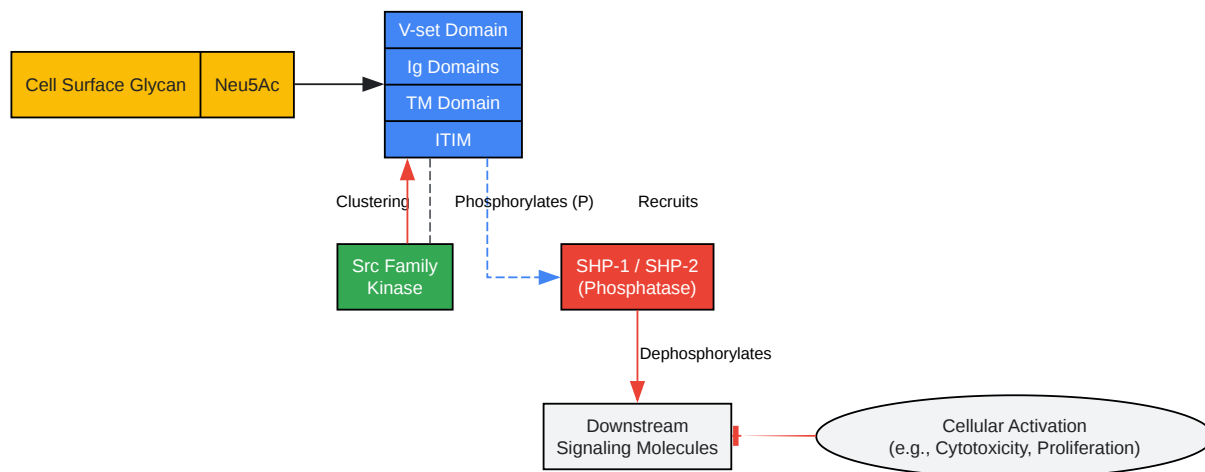 V-set Domain
Ig Domains
TM Domain
ITIM
Cell Surface Glycan
Neu5Ac
Clustering
Phosphorylates (P)
Recruits
Src Family
Kinase
SHP-1 / SHP-2
(Phosphatase)
Dephosphorylates
Downstream
Signaling Molecules
Cellular Activation
(e.g., Cytotoxicity, Proliferation)